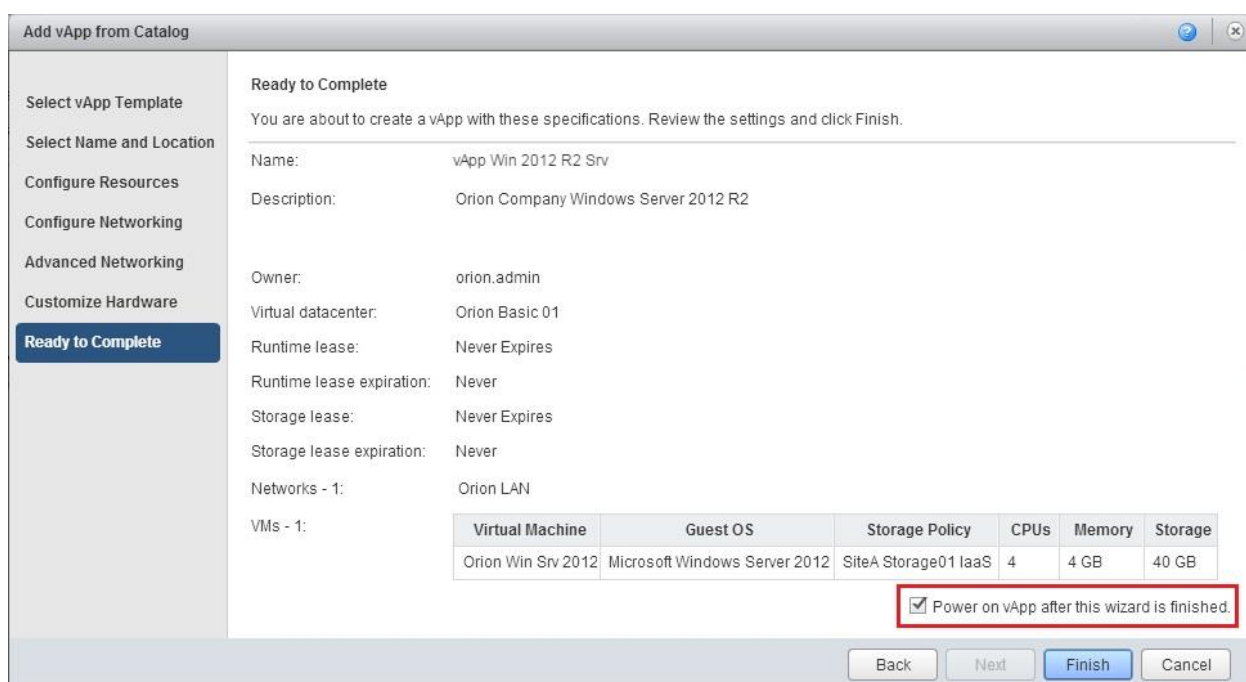 Add vApp from Catalog
Select vApp Template
Select Name and Location
Configure Resources
Configure Networking
Advanced Networking
Customize Hardware
Ready to Complete
Ready to Complete
You are about to create a vApp with these specifications. Review the settings and click Finish.
Name: vApp Win 2012 R2 Srv
Description: Orion Company Windows Server 2012 R2
Owner: orion.admin
Virtual datacenter: Orion Basic 01
Runtime lease: Never Expires
Runtime lease expiration: Never
Storage lease: Never Expires
Storage lease expiration: Never
Networks - 1: Orion LAN
VMs - 1: Virtual Machine Guest OS Storage Policy CPUs Memory Storage
Orion Win Srv 2012 Microsoft Windows Server 2012 SiteA Storage01 IaaS 4 4 GB 40 GB
Power on vApp after this wizard is finished.
Back Next Finish Cancel